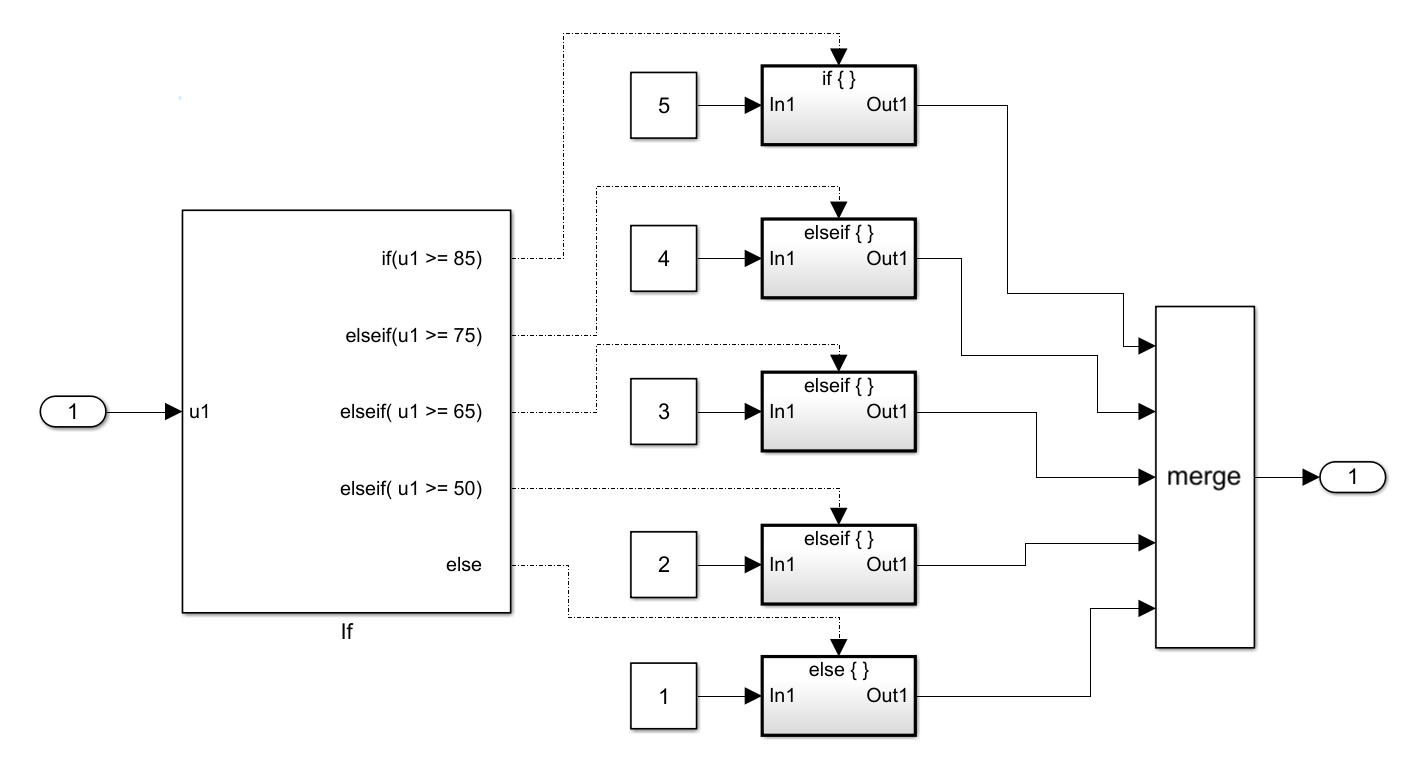 if { }
5
In1
Out1
elseif { }
if(u1 >= 85)
4
In1
Out1
elseif(u1 >= 75)
elseif { }
1
u1
elseif( u1 >= 65)
3
In1
Out1
merge
1
elseif( u1 >= 50)
elseif { }
else
2
In1
Out1
If
else { }
1
In1
Out1